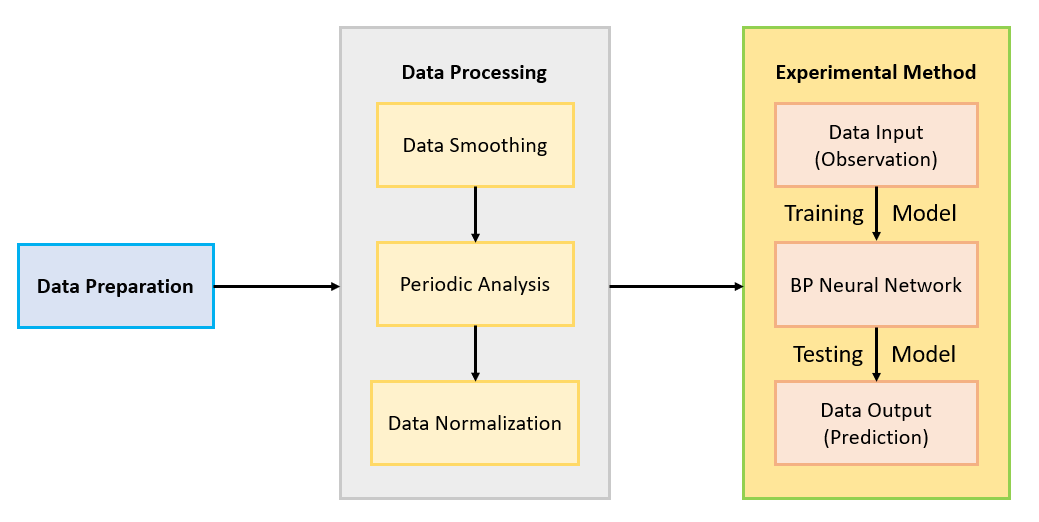 Data Preparation
Data Processing
Data Smoothing
Periodic Analysis
Data Normalization
Experimental Method
Data Input
(Observation)
Training Model
BP Neural Network
Testing Model
Data Output
(Prediction)